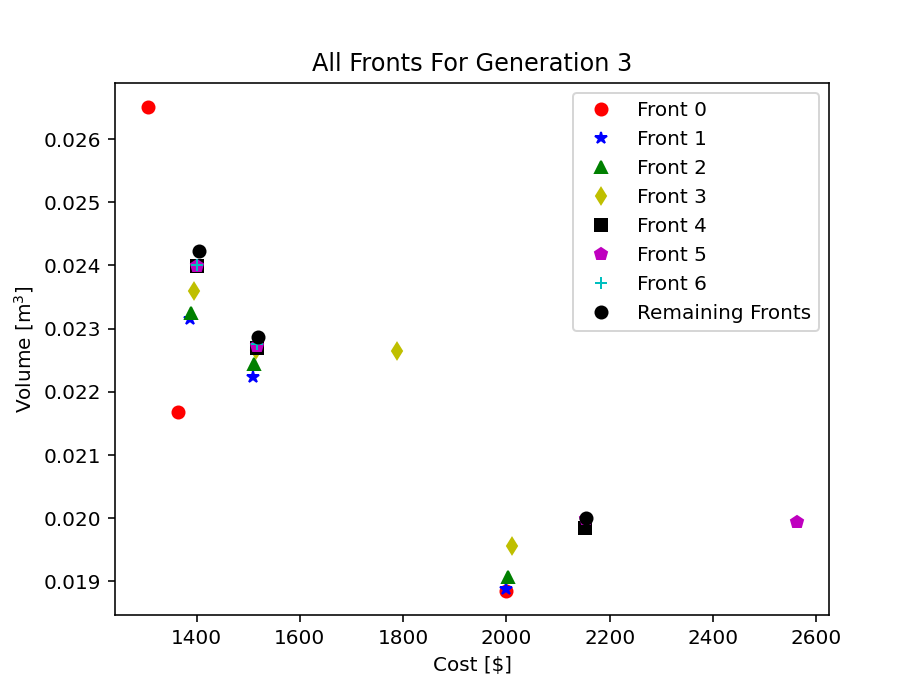 All Fronts For Generation 3
Front 0
Front 1
Front 2
Front 3
Front 4
Front 5
Front 6
Remaining Fronts
Volume [m³]
0.026
0.025
0.024
0.023
0.022
0.021
0.020
0.019
1400 1600 1800 2000 2200 2400 2600
Cost [$]